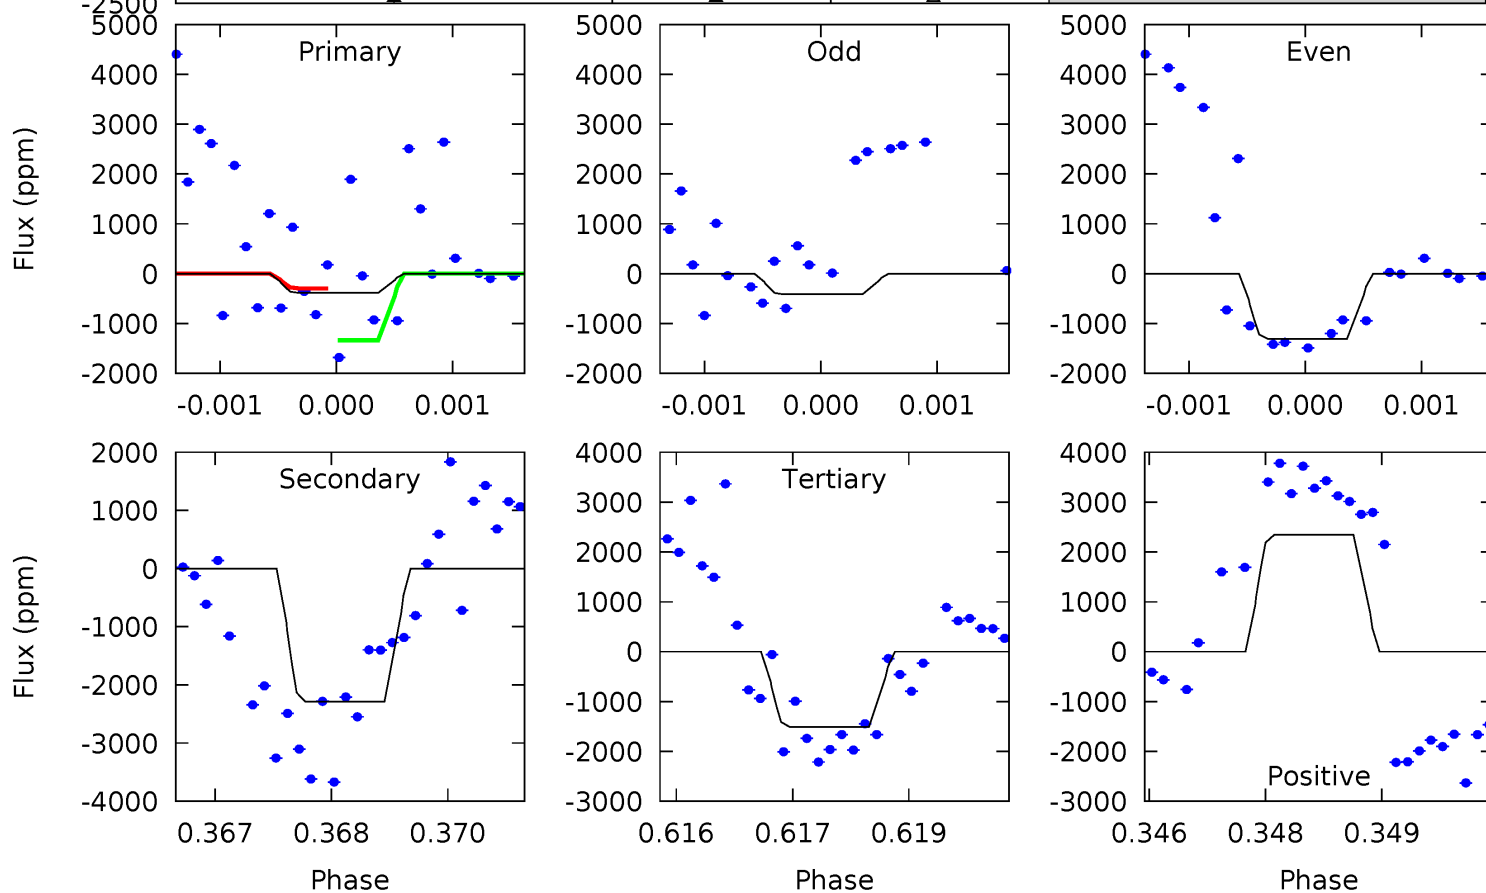 -2500
5000 5000 5000
Primary Odd Even
4000 4000 4000
3000 3000 3000
2000 2000 2000
1000 1000 1000
0 0 0
-1000 -1000 -1000
-2000 -2000 -2000
Flux (ppm)
-0.001 0.000 0.001 -0.001 0.000 0.001 -0.001 0.000 0.001
2000 4000 4000
Secondary Tertiary
1000 3000 3000
0 2000 2000
-1000 1000 1000
-2000 0 0
-3000 -1000 -1000
-4000 -2000 -2000
-3000 -3000
Positive
Flux (ppm)
0.367 0.368 0.370 0.616 0.617 0.619 0.346 0.348 0.349
Phase Phase Phase